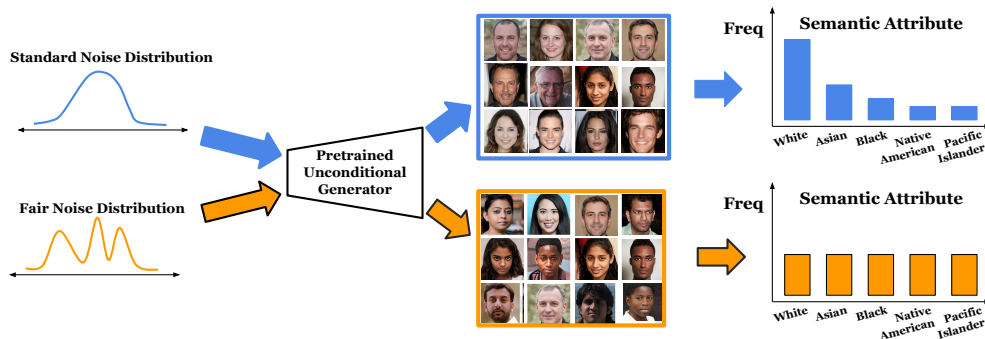 Standard Noise Distribution
Fair Noise Distribution
Pretrained
Unconditional
Generator
Freq
Semantic Attribute
White
Asian
Black
Native
American
Pacific
Islander
Freq
Semantic Attribute
White
Asian
Black
Native
American
Pacific
Islander